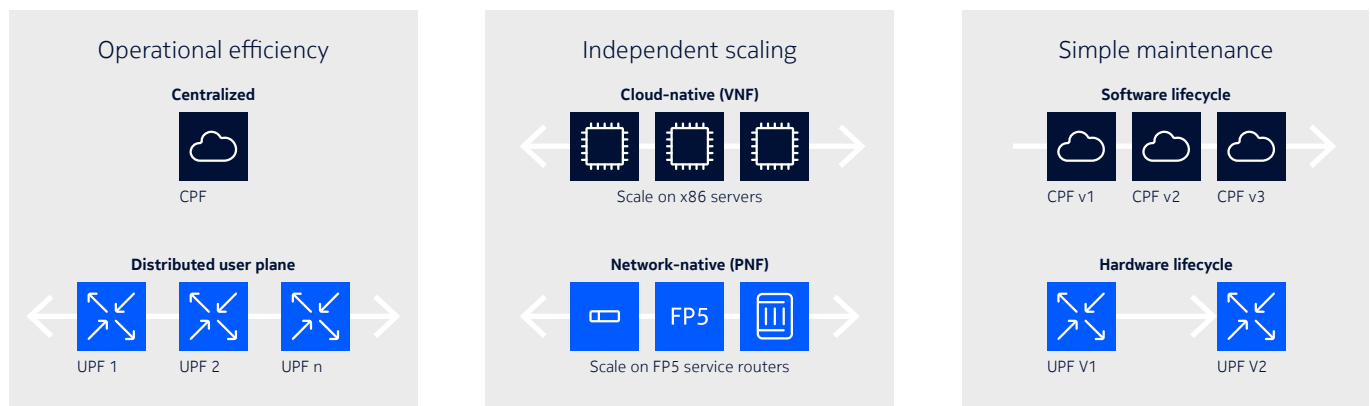 Operational efficiency
Centralized
CPF
Distributed user plane
UPF 1
UPF 2
UPF n
Independent scaling
Cloud-native (VNF)
Scale on x86 servers
Network-native (PNF)
FP5
Scale on FP5 service routers
Simple maintenance
Software lifecycle
CPF v1
CPF v2
CPF v3
Hardware lifecycle
UPF V1
UPF V2